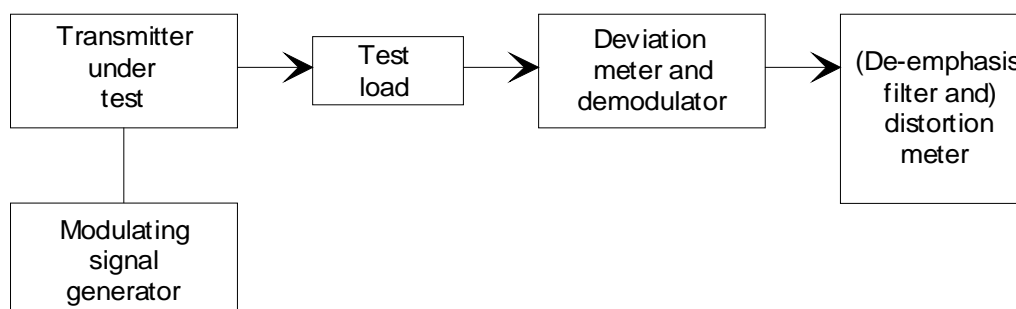 Transmitter
under
test
Test
load
Deviation
meter and
demodulator
(De-emphasis
filter and)
distortion
meter
Modulating
signal
generator